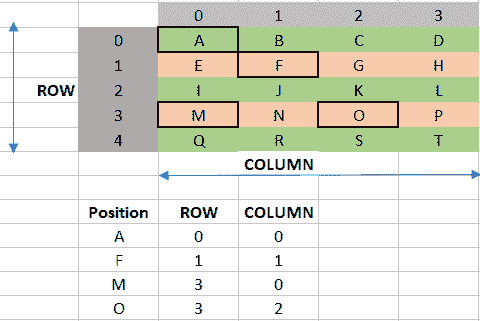 0 1 2 3
0 A B C D
1 E F G H
ROW 2 I J K L
3 M N O P
4 Q R S T
COLUMN
Position ROW COLUMN
A 0 0
F 1 1
M 3 0
O 3 2